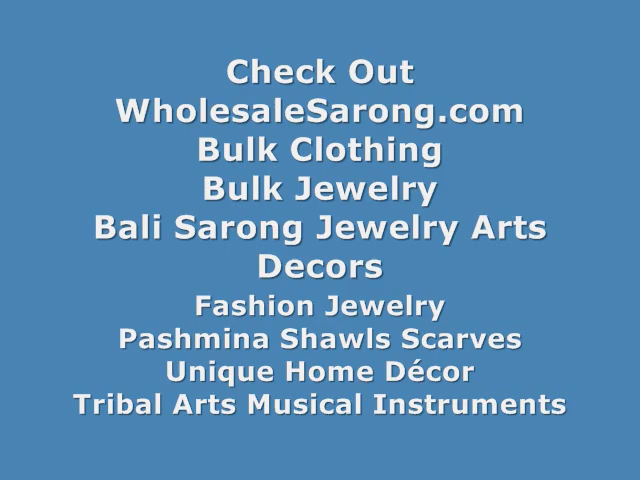 Check Out
WholesaleSarong.com
Bulk Clothing
Bulk Jewelry
Bali Sarong Jewelry Arts
Decors
Fashion Jewelry
Pashmina Shawls Scarves
Unique Home Décor
Tribal Arts Musical Instruments